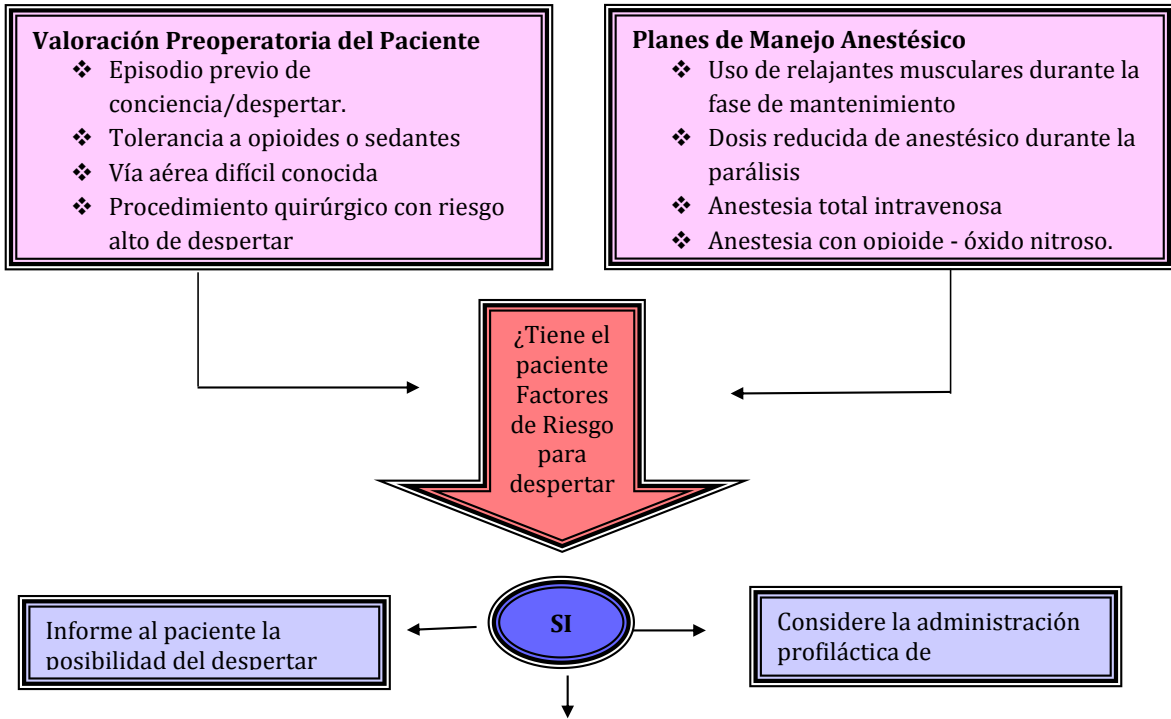 Valoración Preoperatoria del Paciente
❖ Episodio previo de
conciencia/despertar.
❖ Tolerancia a opioides o sedantes
❖ Vía aérea difícil conocida
❖ Procedimiento quirúrgico con riesgo
alto de despertar
Planes de Manejo Anestésico
❖ Uso de relajantes musculares durante la
fase de mantenimiento
❖ Dosis reducida de anestésico durante la
parálisis
❖ Anestesia total intravenosa
❖ Anestesia con opioide - óxido nitroso.
¿Tiene el
paciente
Factores
de Riesgo
para
despertar
SI
Informe al paciente la
posibilidad del despertar
Considere la administración
profiláctica de